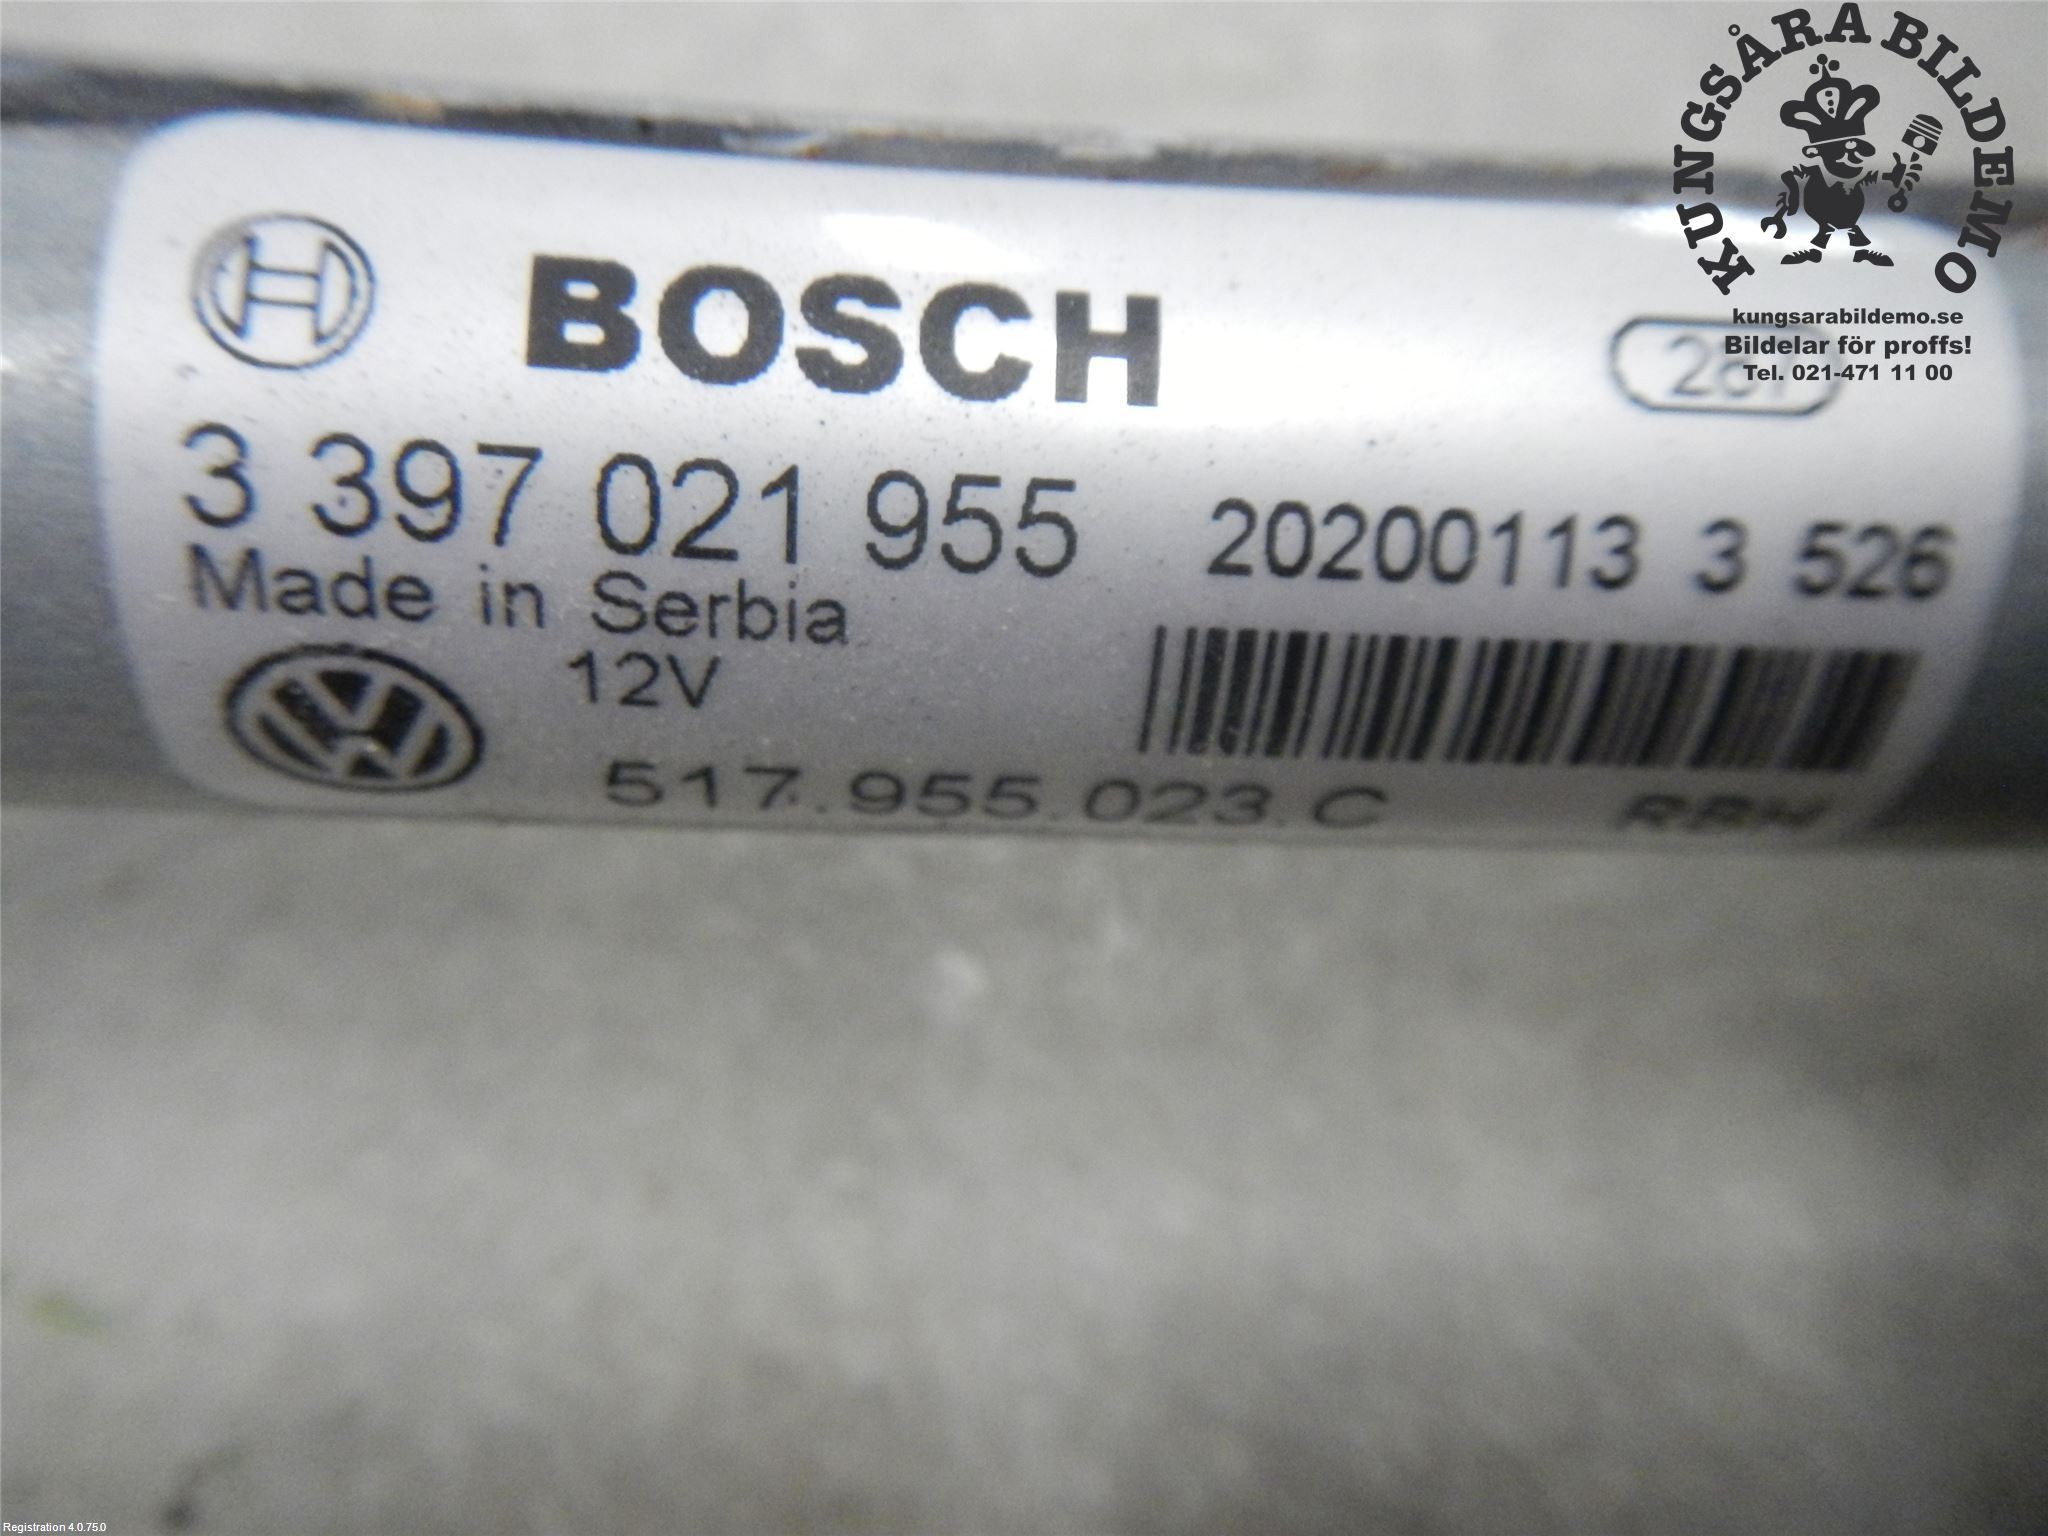 KUNGSÅRA BILDEMO
kungsarabildemo.se
Bildelar för proffs!
Tel. 021-471 11 00
BOSCH
3 397 021 955
20200113 3 526
Made in Serbia
12V
517.955.023.C
RBH
Registration 4.0.75.0